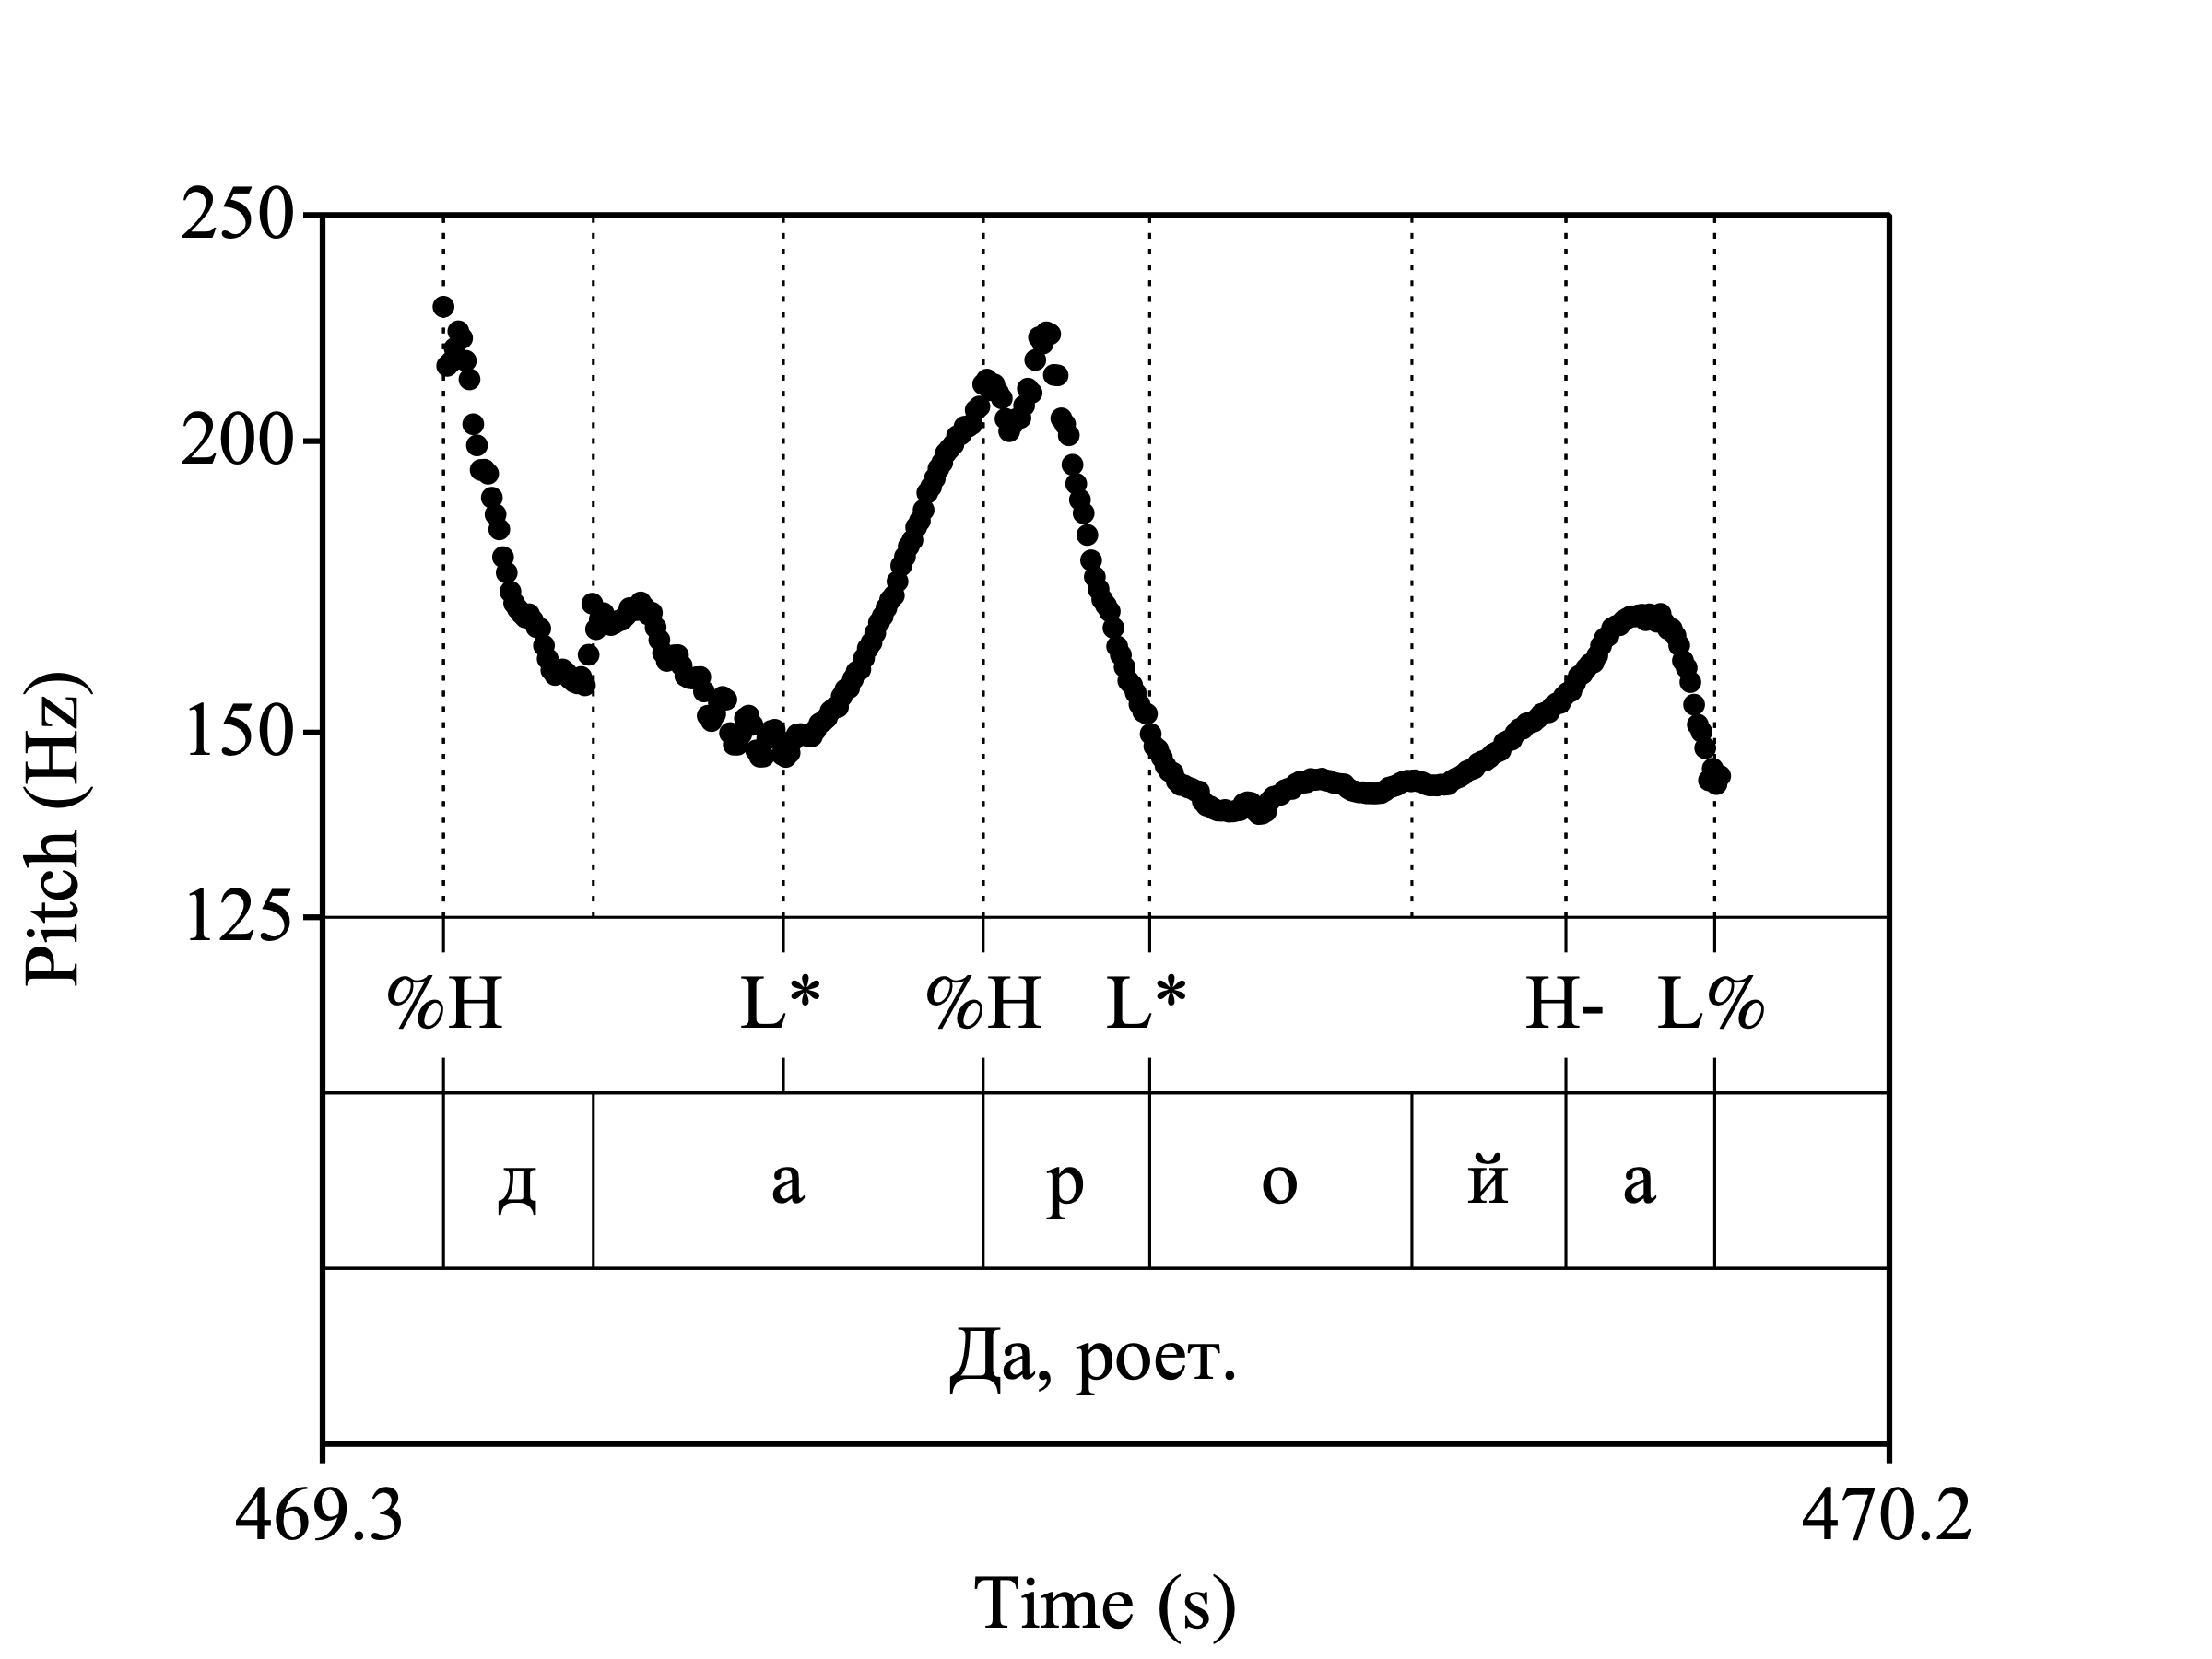 250
200
150
125
Pitch (Hz)
%H L* %H L* H- L%
д а р о й а
Да, роет.
469.3 470.2
Time (s)